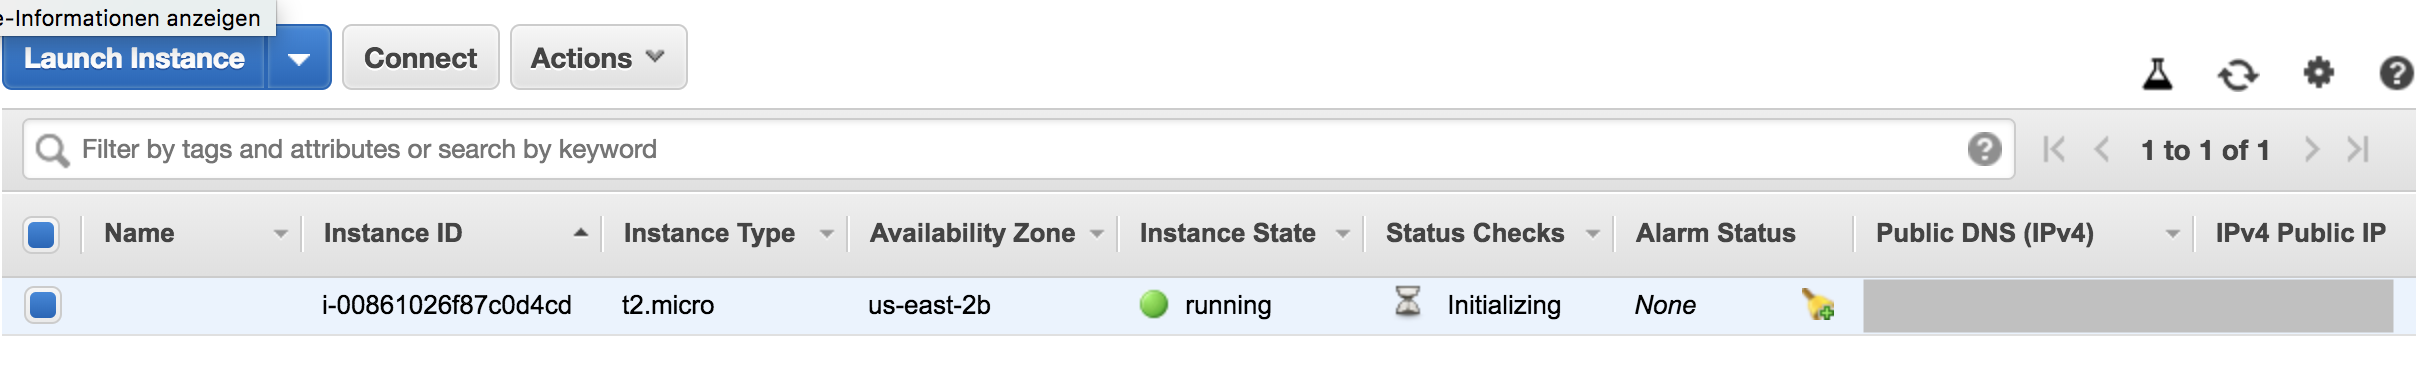 e-Informationen anzeigen
Launch Instance Connect Actions
Filter by tags and attributes or search by keyword ? 1 to 1 of 1 ?
Name Instance ID Instance Type Availability Zone Instance State Status Checks Alarm Status Public DNS (IPv4) IPv4 Public IP
i-00861026f87c0d4cd t2.micro us-east-2b running Initializing None